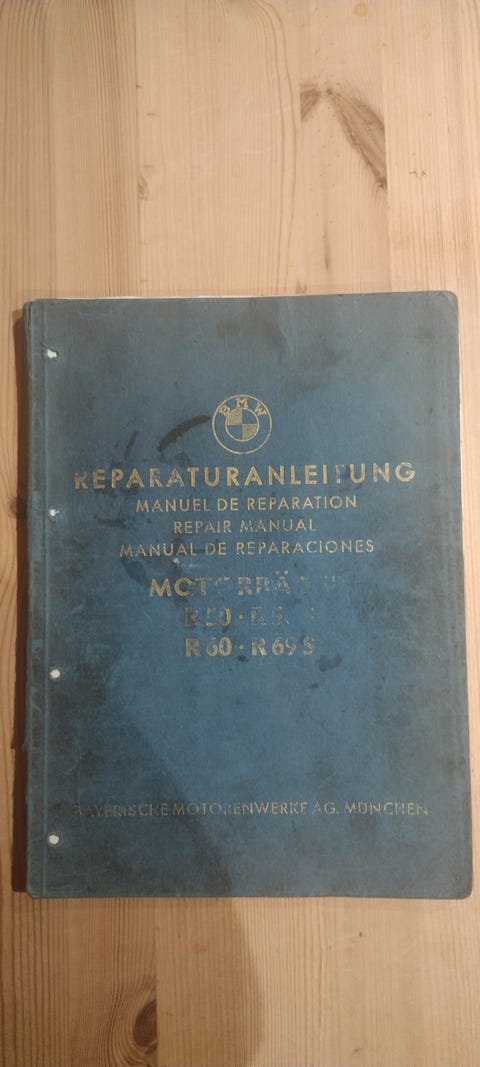 BMW
REPARATURANLEITUNG
MANUEL DE REPARATION
REPAIR MANUAL
MANUAL DE REPARACIONES
R 50 ·
R 60 · R 69 S
BAYERISCHE MOTORENWERKE AG. MÜNCHEN